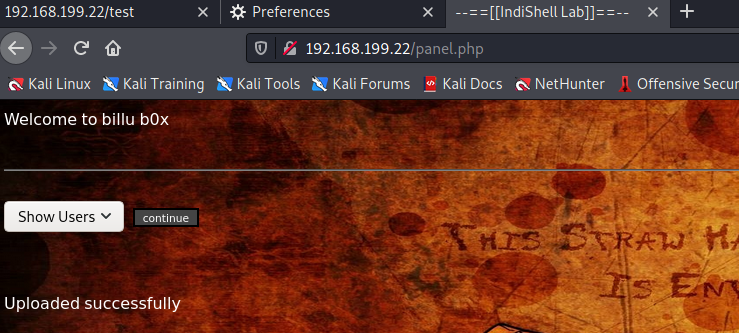 192.168.199.22/test Preferences --==[[IndiShell Lab]]==--
192.168.199.22/panel.php
Kali Linux Kali Training Kali Tools Kali Forums Kali Docs NetHunter Offensive Secur
Welcome to billu b0x
Show Users continue
THIS STRAW HA
IS EN
Uploaded successfully